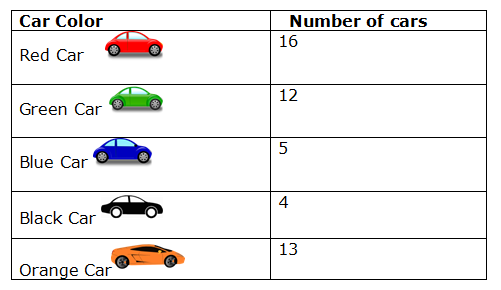 Car Color Number of cars
Red Car 16
Green Car 12
Blue Car 5
Black Car 4
Orange Car 13